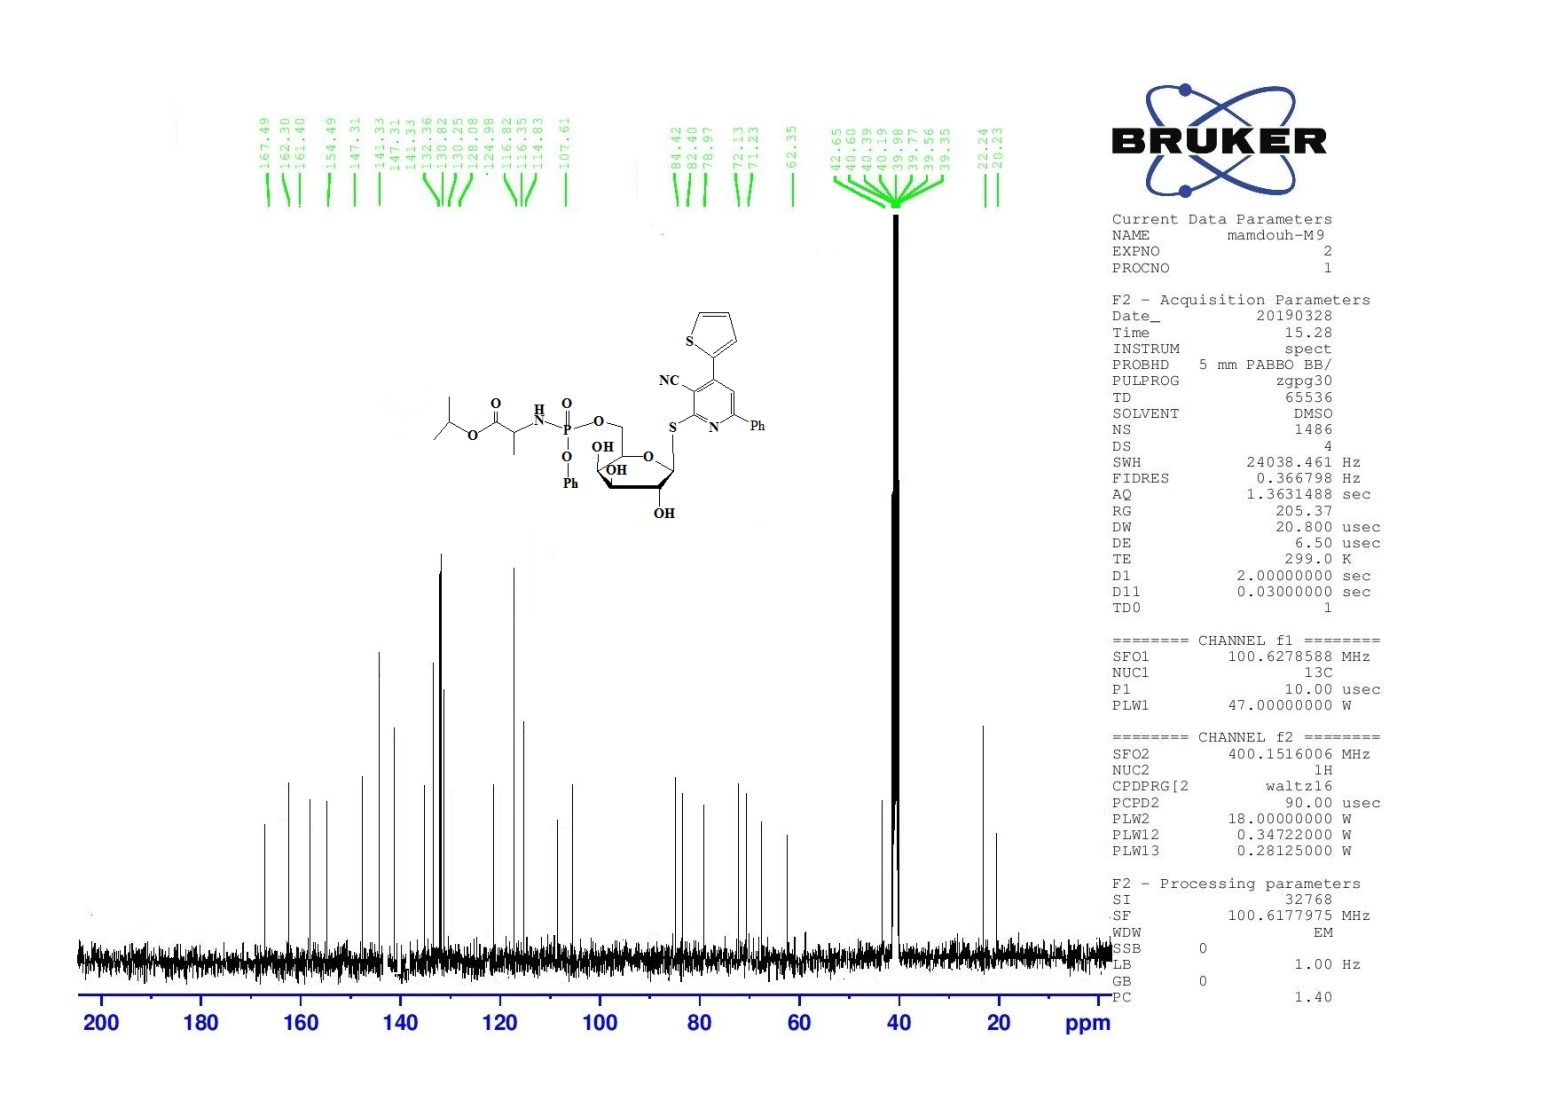 167.49
162.30
161.40
154.49
147.31
141.33
147.31
141.33
132.36
130.82
130.25
128.08
124.98
116.82
116.35
114.83
107.61
84.42
82.40
78.97
72.13
71.23
62.35
42.65
40.60
40.39
40.19
39.98
39.77
39.56
39.35
22.24
20.23
BRUKER
Current Data Parameters
NAME mamdouh-M9
EXPNO 2
PROCNO 1
F2 - Acquisition Parameters
Date_ 20190328
Time 15.28
INSTRUM spect
PROBHD 5 mm PABBO BB/
PULPROG zgpg30
TD 65536
SOLVENT DMSO
NS 1486
DS 4
SWH 24038.461 Hz
FIDRES 0.366798 Hz
AQ 1.3631488 sec
RG 205.37
DW 20.800 usec
DE 6.50 usec
TE 299.0 K
D1 2.00000000 sec
D11 0.03000000 sec
TD0 1
======== CHANNEL f1 ========
SFO1 100.6278588 MHz
NUC1 13C
P1 10.00 usec
PLW1 47.00000000 W
======== CHANNEL f2 ========
SFO2 400.1516006 MHz
NUC2 1H
CPDPRG[2 waltz16
PCPD2 90.00 usec
PLW2 18.00000000 W
PLW12 0.34722000 W
PLW13 0.28125000 W
F2 - Processing parameters
SI 32768
SF 100.6177975 MHz
WDW EM
SSB 0
LB 1.00 Hz
GB 0
PC 1.40
S
NC
O
H
N
O
P
O
O
S
N
Ph
O
OH
O
OH
O
Ph
OH
200 180 160 140 120 100 80 60 40 20 ppm